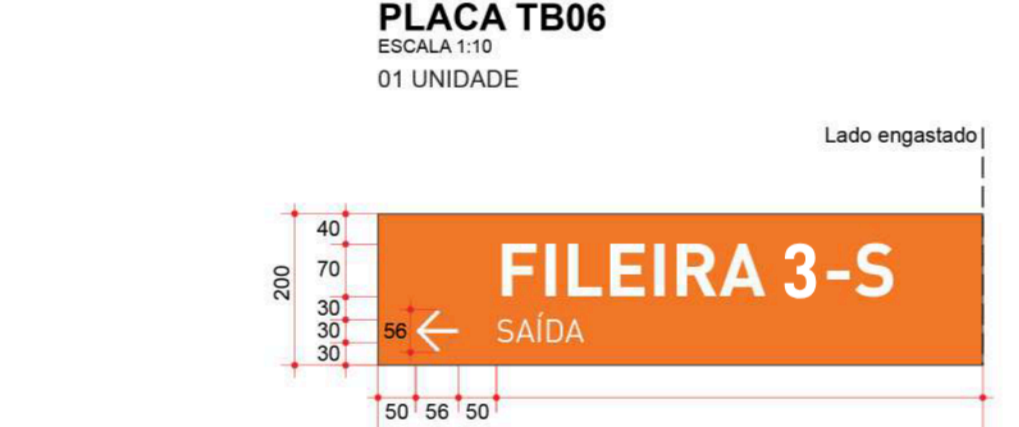 PLACA TB06
ESCALA 1:10
01 UNIDADE
Lado engastado
200
40
70
30
30
30
FILEIRA 3-S
56
SAÍDA
50 56 50